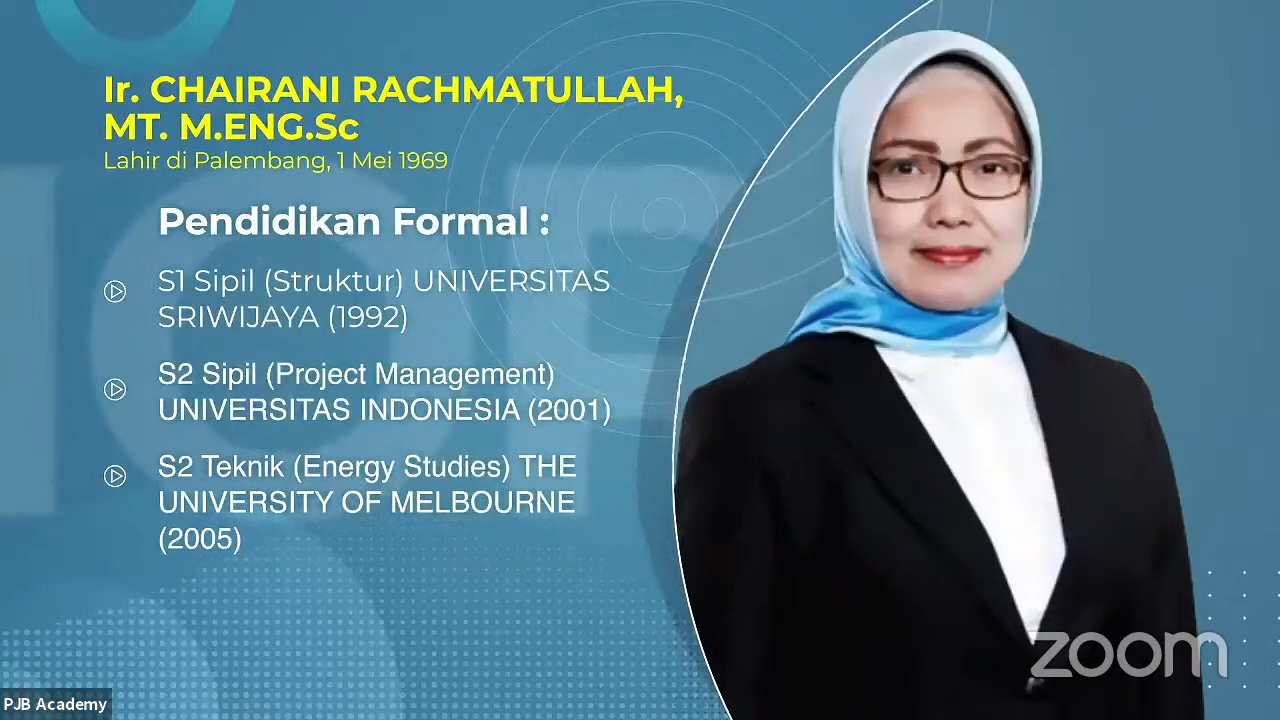 Ir. CHAIRANI RACHMATULLAH,
MT. M.ENG.Sc
Lahir di Palembang, 1 Mei 1969
Pendidikan Formal :
S1 Sipil (Struktur) UNIVERSITAS
SRIWIJAYA (1992)
S2 Sipil (Project Management)
UNIVERSITAS INDONESIA (2001)
S2 Teknik (Energy Studies) THE
UNIVERSITY OF MELBOURNE
(2005)
zoom
PJB Academy